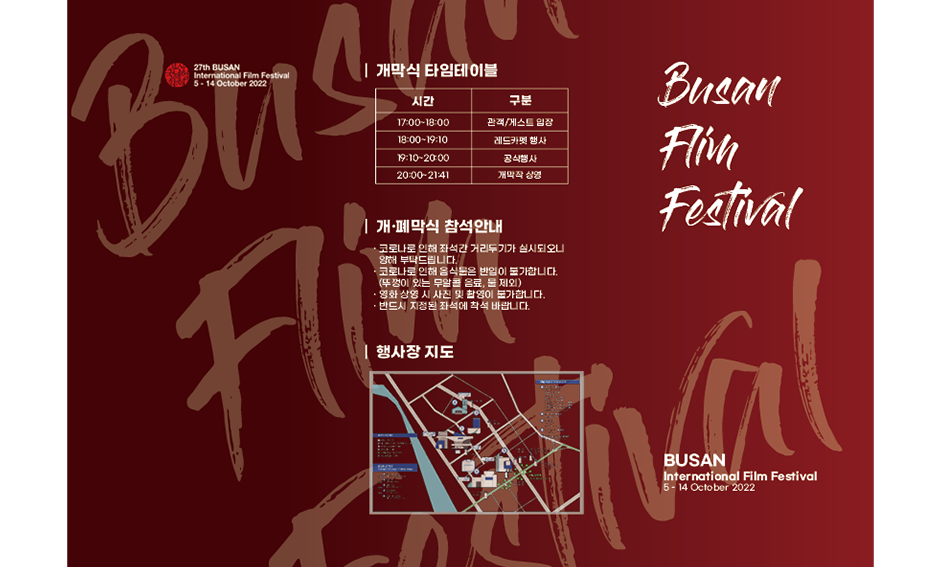 27th BUSAN
International Film Festival
5 - 14 October 2022
개막식 타임테이블
시간 구분
17:00~18:00 관객/게스트 입장
18:00~19:10 레드카펫 행사
19:10~20:00 공식행사
20:00~21:41 개막작 상영
개·폐막식 참석안내
· 코로나로 인해 좌석간 거리두기가 실시되오니
양해 부탁드립니다.
· 코로나로 인해 음식물은 반입이 불가합니다.
(뚜껑이 있는 무알콜 음료, 물 제외)
· 영화 상영 시 사진 및 촬영이 불가합니다.
· 반드시 지정된 좌석에 착석 바랍니다.
행사장 지도
Busan
Flim
Festival
BUSAN
International Film Festival
5 - 14 October 2022
Busan
Flim
Festival